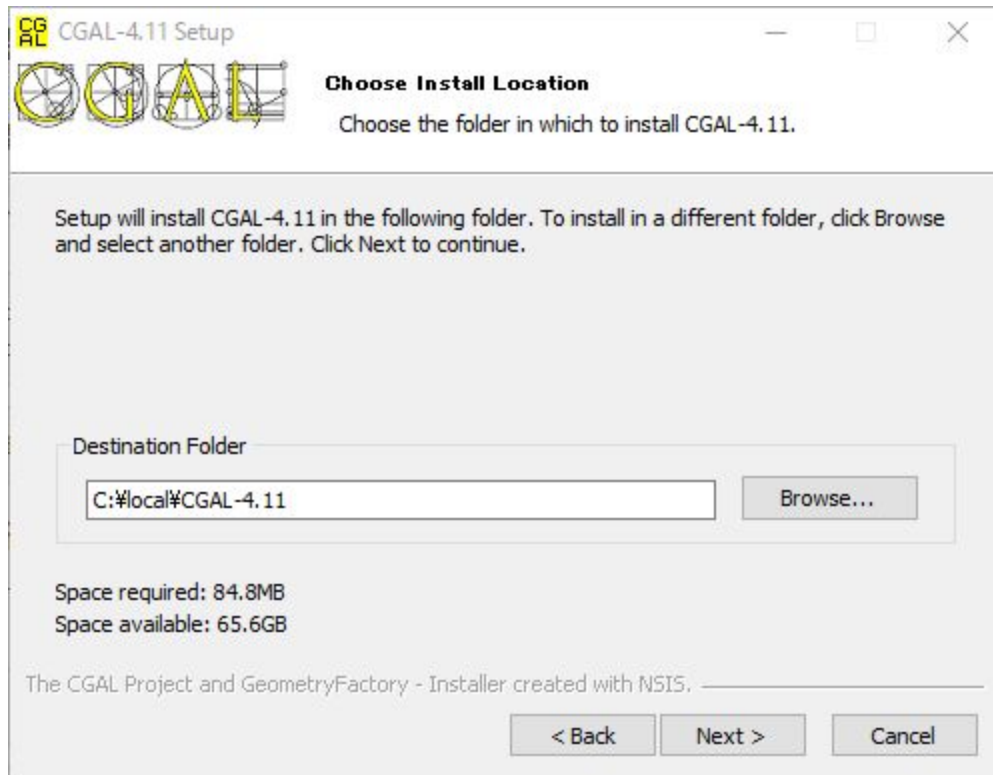 CG
AL
CGAL-4.11 Setup
CGAL
Choose Install Location
Choose the folder in which to install CGAL-4.11.
Setup will install CGAL-4.11 in the following folder. To install in a different folder, click Browse
and select another folder. Click Next to continue.
Destination Folder
C:¥local¥CGAL-4.11
Browse...
Space required: 84.8MB
Space available: 65.6GB
The CGAL Project and GeometryFactory - Installer created with NSIS.
< Back
Next >
Cancel